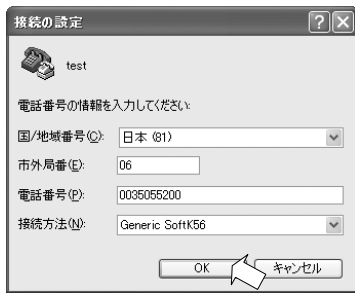 接続の設定
test
電話番号の情報を入力してください:
国/地域番号(C): 日本 (81)
市外局番(E): 06
電話番号(P): 0035055200
接続方法(N): Generic SoftK56
OK キャンセル